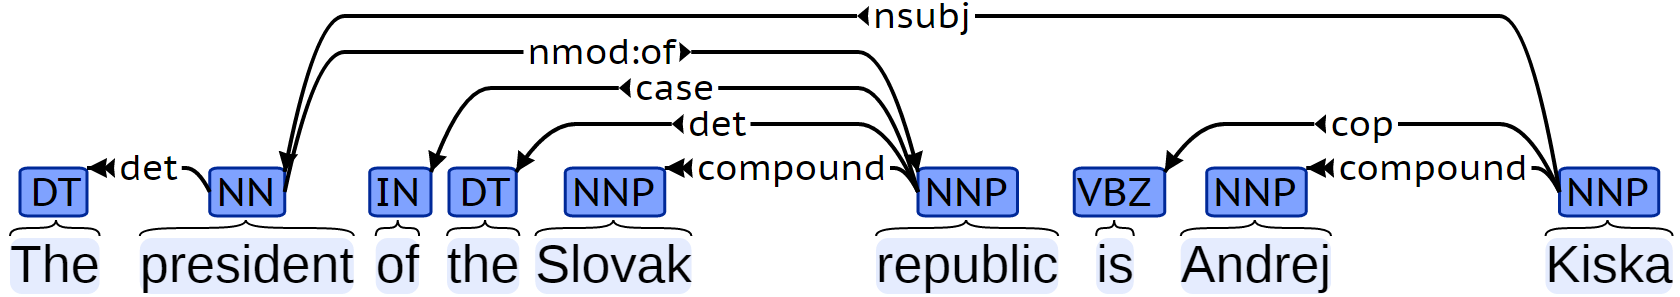 nsubj
nmod:of
case
det cop
det compound compound
DT NN IN DT NNP NNP VBZ NNP NNP
The president of the Slovak republic is Andrej Kiska